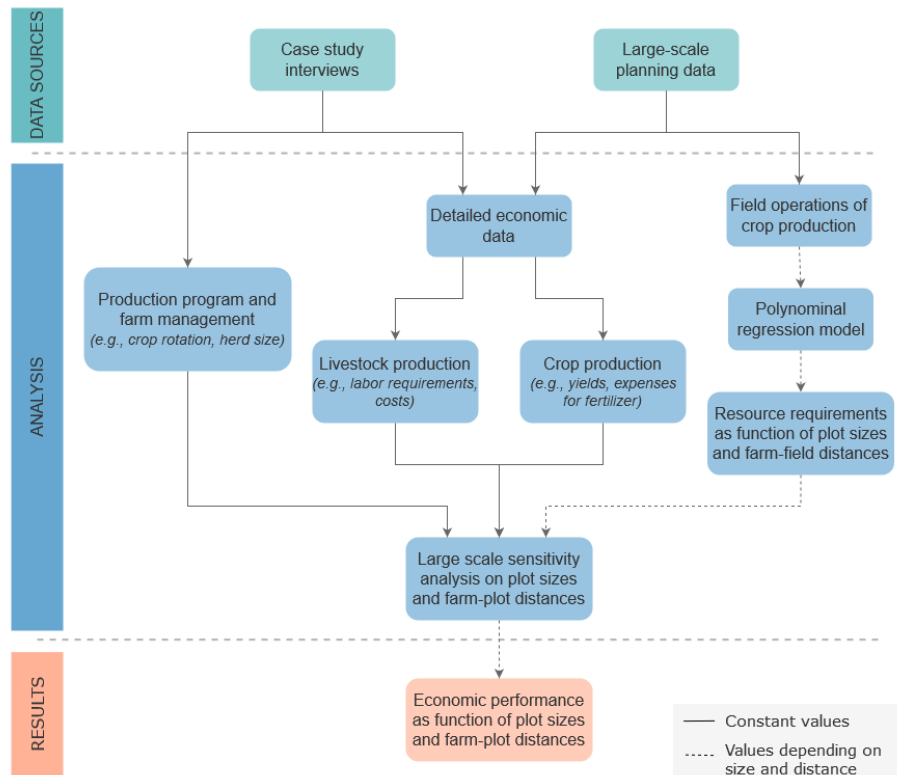 DATA SOURCES
Case study
interviews
Large-scale
planning data
ANALYSIS
Detailed economic
data
Field operations of
crop production
Production program and
farm management
(e.g., crop rotation, herd size)
Polynominal
regression model
Livestock production
(e.g., labor requirements,
costs)
Crop production
(e.g., yields, expenses
for fertilizer)
Resource requirements
as function of plot sizes
and farm-field distances
Large scale sensitivity
analysis on plot sizes
and farm-plot distances
RESULTS
Economic performance
as function of plot sizes
and farm-plot distances
Constant values
Values depending on
size and distance